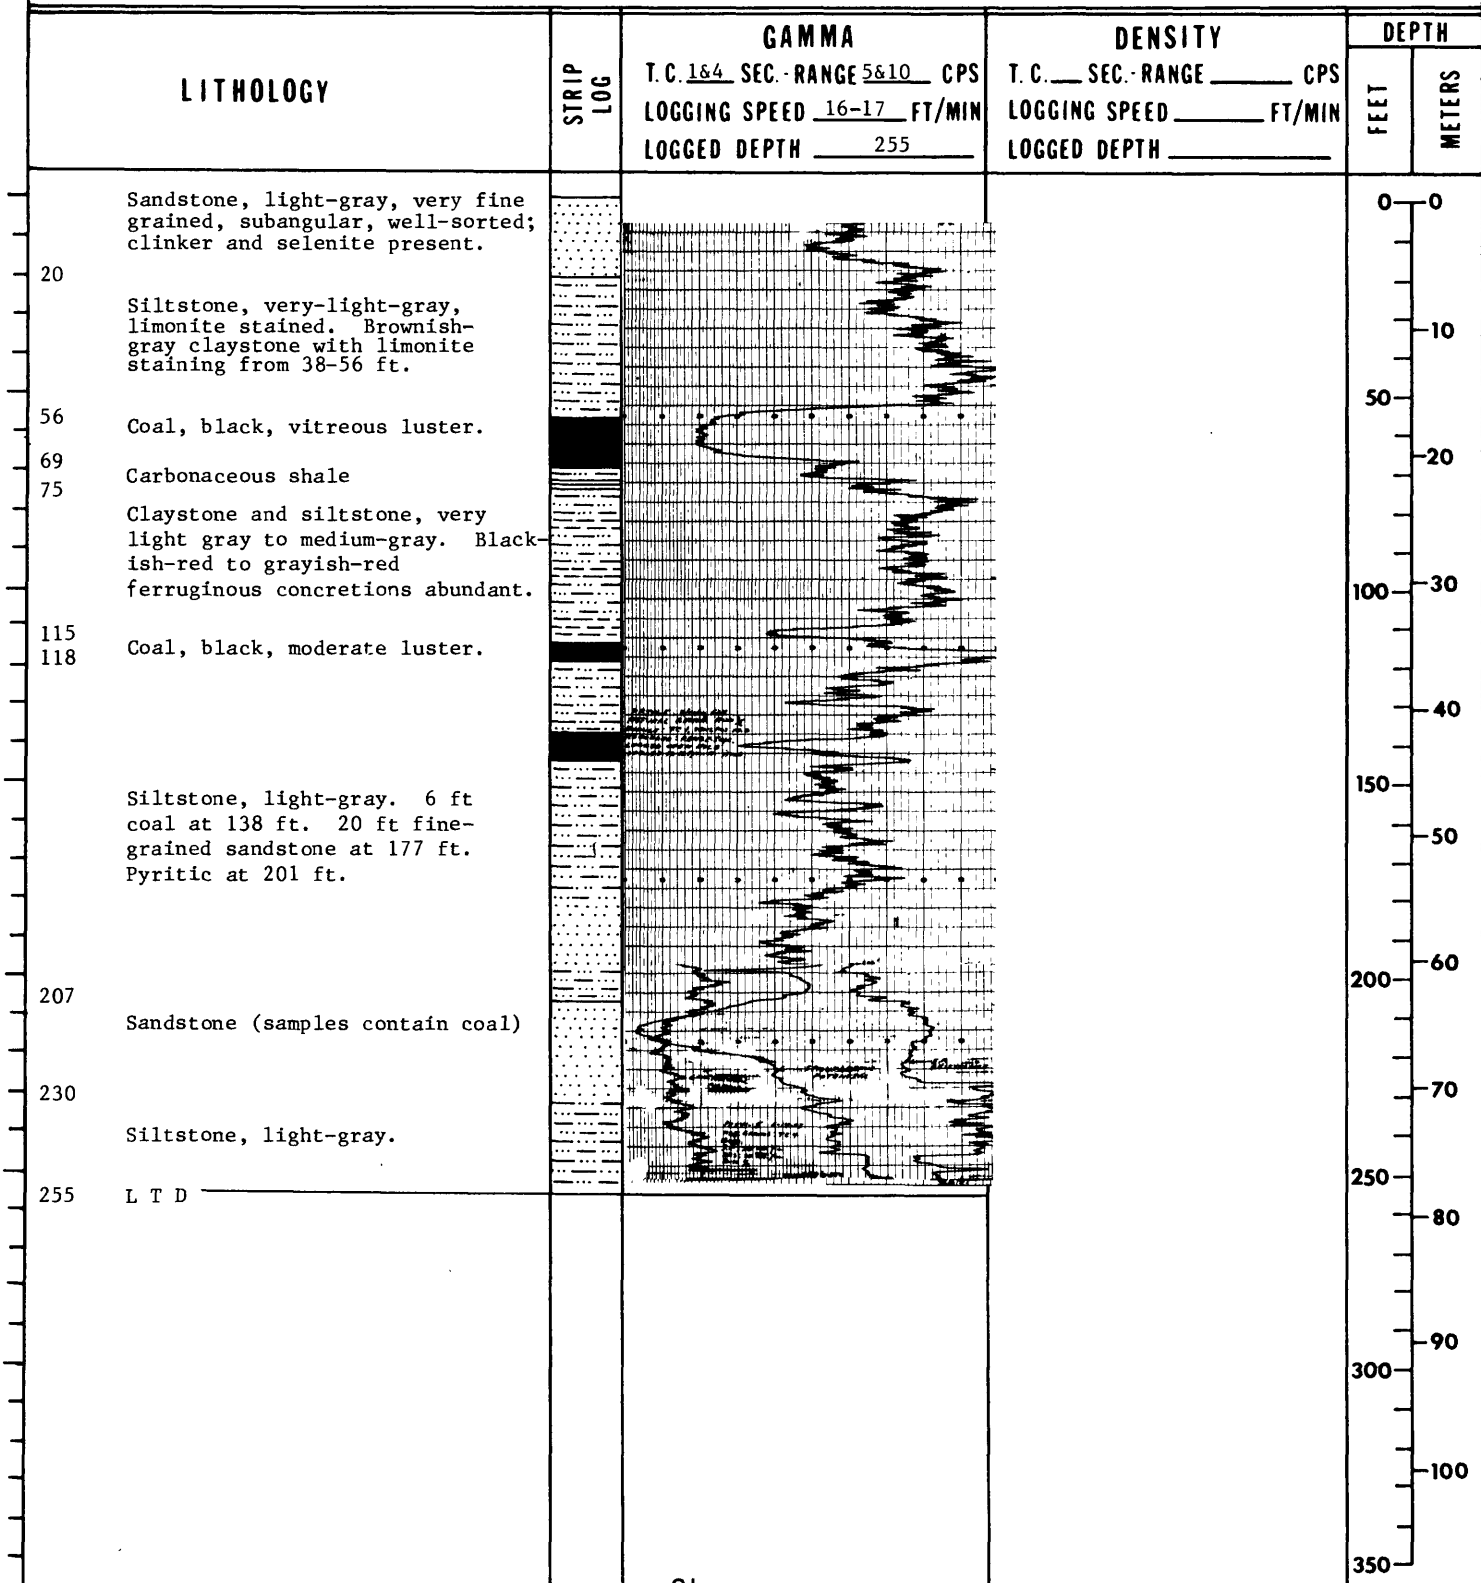 LITHOLOGY
STRIP LOG
GAMMA
T.C. 1&4 SEC.-RANGE 5&10 CPS
LOGGING SPEED 16-17 FT/MIN
LOGGED DEPTH 255
DENSITY
T.C. SEC.-RANGE CPS
LOGGING SPEED FT/MIN
LOGGED DEPTH
DEPTH
FEET
METERS
Sandstone, light-gray, very fine
grained, subangular, well-sorted;
clinker and selenite present.
20
Siltstone, very-light-gray,
limonite stained. Brownish-
gray claystone with limonite
staining from 38-56 ft.
56
Coal, black, vitreous luster.
69
Carbonaceous shale
75
Claystone and siltstone, very
light gray to medium-gray. Black-
ish-red to grayish-red
ferruginous concretions abundant.
115
Coal, black, moderate luster.
118
Siltstone, light-gray. 6 ft
coal at 138 ft. 20 ft fine-
grained sandstone at 177 ft.
Pyritic at 201 ft.
207
Sandstone (samples contain coal)
230
Siltstone, light-gray.
255 L T D
0
50
100
150
200
250
300
350
0
10
20
30
40
50
60
70
80
90
100